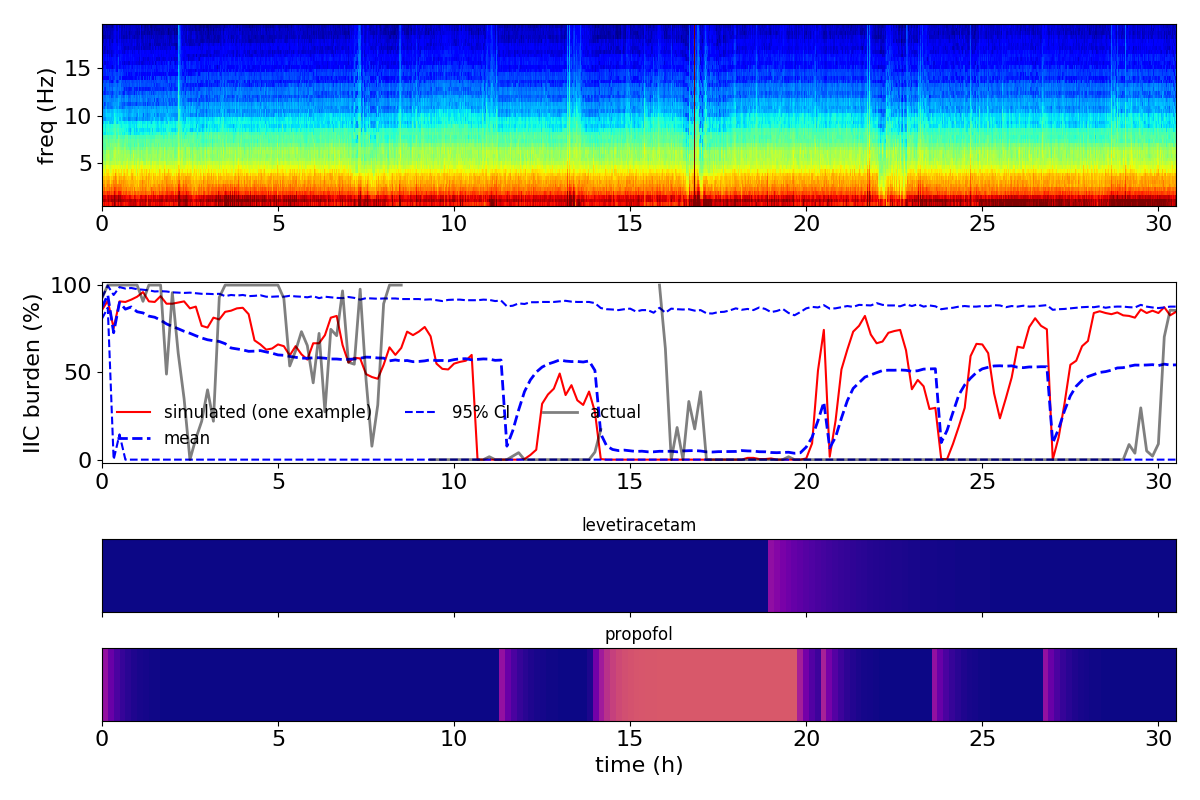 freq (Hz)
15
10
5
0 5 10 15 20 25 30
IIC burden (%)
100
50
0
simulated (one example) 95% CI actual
mean
0 5 10 15 20 25 30
levetiracetam
propofol
0 5 10 15 20 25 30
time (h)